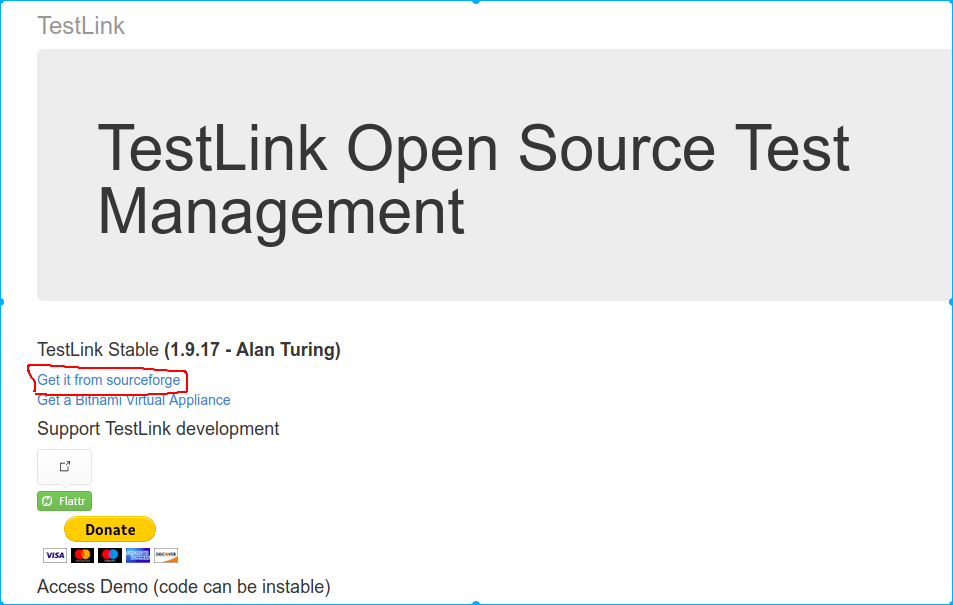 TestLink
TestLink Open Source Test
Management
TestLink Stable (1.9.17 - Alan Turing)
Get it from sourceforge
Get a Bitnami Virtual Appliance
Support TestLink development
Flattr
Donate
VISA
DISCOVER
Access Demo (code can be instable)